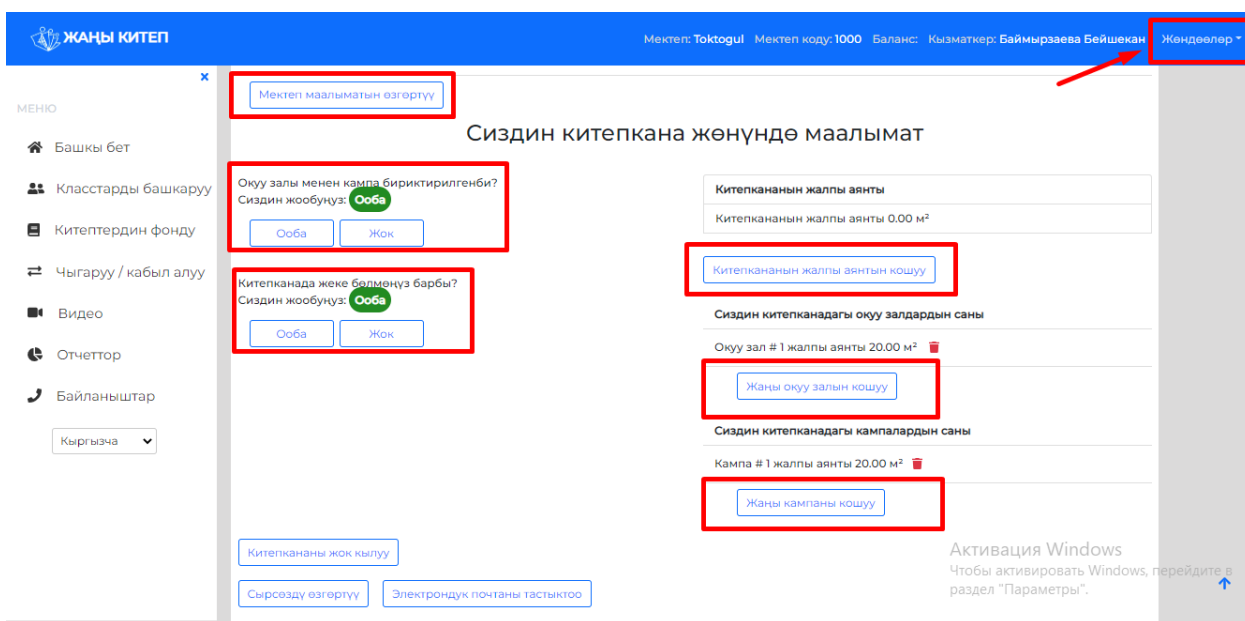 ЖАҢЫ КИТЕП
Мектеп: Toktogul Мектеп коду: 1000 Баланс: Кызматкер: Баймырзаева Бейшекан Жөндөөлөр
×
МЕНЮ
Башкы бет
Класстарды башкаруу
Китептердин фонду
Чыгаруу / кабыл алуу
Видео
Отчеттор
Байланыштар
Кыргызча
Мектеп маалыматын өзгөртүү
Сиздин китепкана жөнүндө маалымат
Окуу залы менен кампа бириктирилгенби?
Сиздин жообуңуз: Ооба
Ооба Жок
Китепканада жеке бөлмөңүз барбы?
Сиздин жообуңуз: Ооба
Ооба Жок
Китепкананын жалпы аянты
Китепкананын жалпы аянты 0.00 м²
Китепкананын жалпы аянтын кошуу
Сиздин китепканадагы окуу залдардын саны
Окуу зал # 1 жалпы аянты 20.00 м²
Жаңы окуу залын кошуу
Сиздин китепканадагы кампалардын саны
Кампа # 1 жалпы аянты 20.00 м²
Жаңы кампаны кошуу
Китепкананы жок кылуу
Сырсөздү өзгөртүү Электрондук почтаны тастыктоо
Активация Windows
Чтобы активировать Windows, перейдите в
раздел "Параметры".